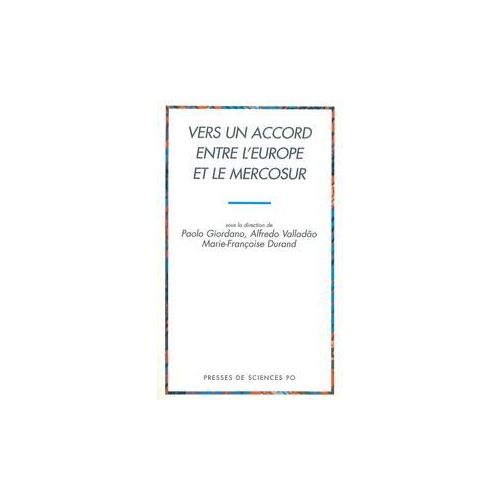 VERS UN ACCORD
ENTRE L'EUROPE
ET LE MERCOSUR
sous la direction de
Paolo Giordano, Alfredo Valladão
Marie-Françoise Durand
PRESSES DE SCIENCES PO